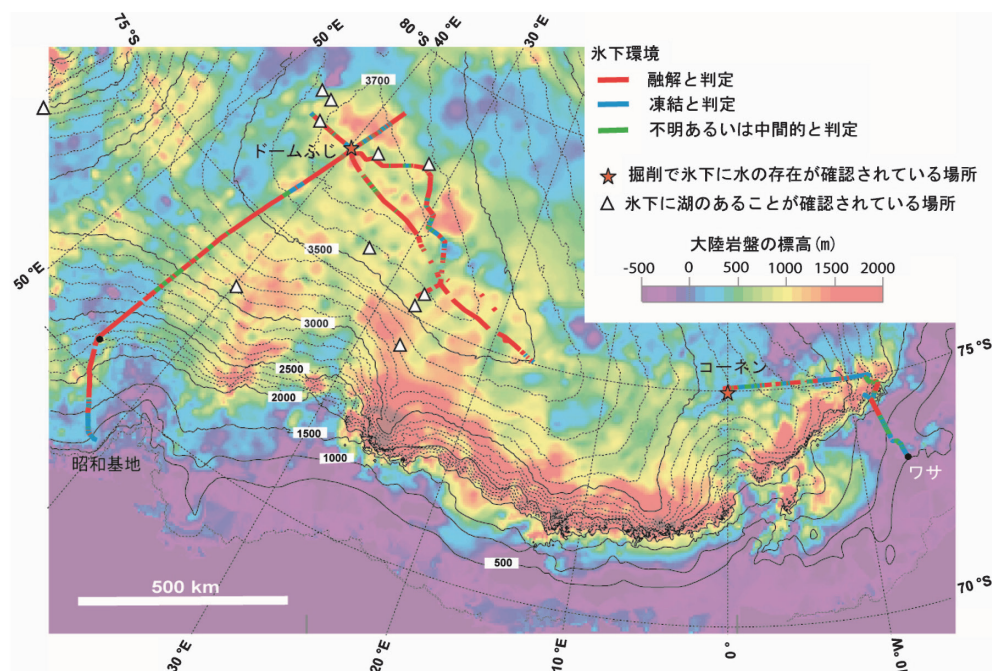 75 °S
50 °E
80 °S
40 °E
30 °E
3700
ドームふじ
氷下環境
融解と判定
凍結と判定
不明あるいは中間的と判定
掘削で氷下に水の存在が確認されている場所
氷下に湖のあることが確認されている場所
大陸岩盤の標高(m)
-500 0 500 1000 1500 2000
50 °E
3500
3000
2500
2000
1500
1000
昭和基地
コーネン
75 °S
ワサ
500
500 km
70 °S
30 °E
20 °E
10 °E
0 °
10 °W